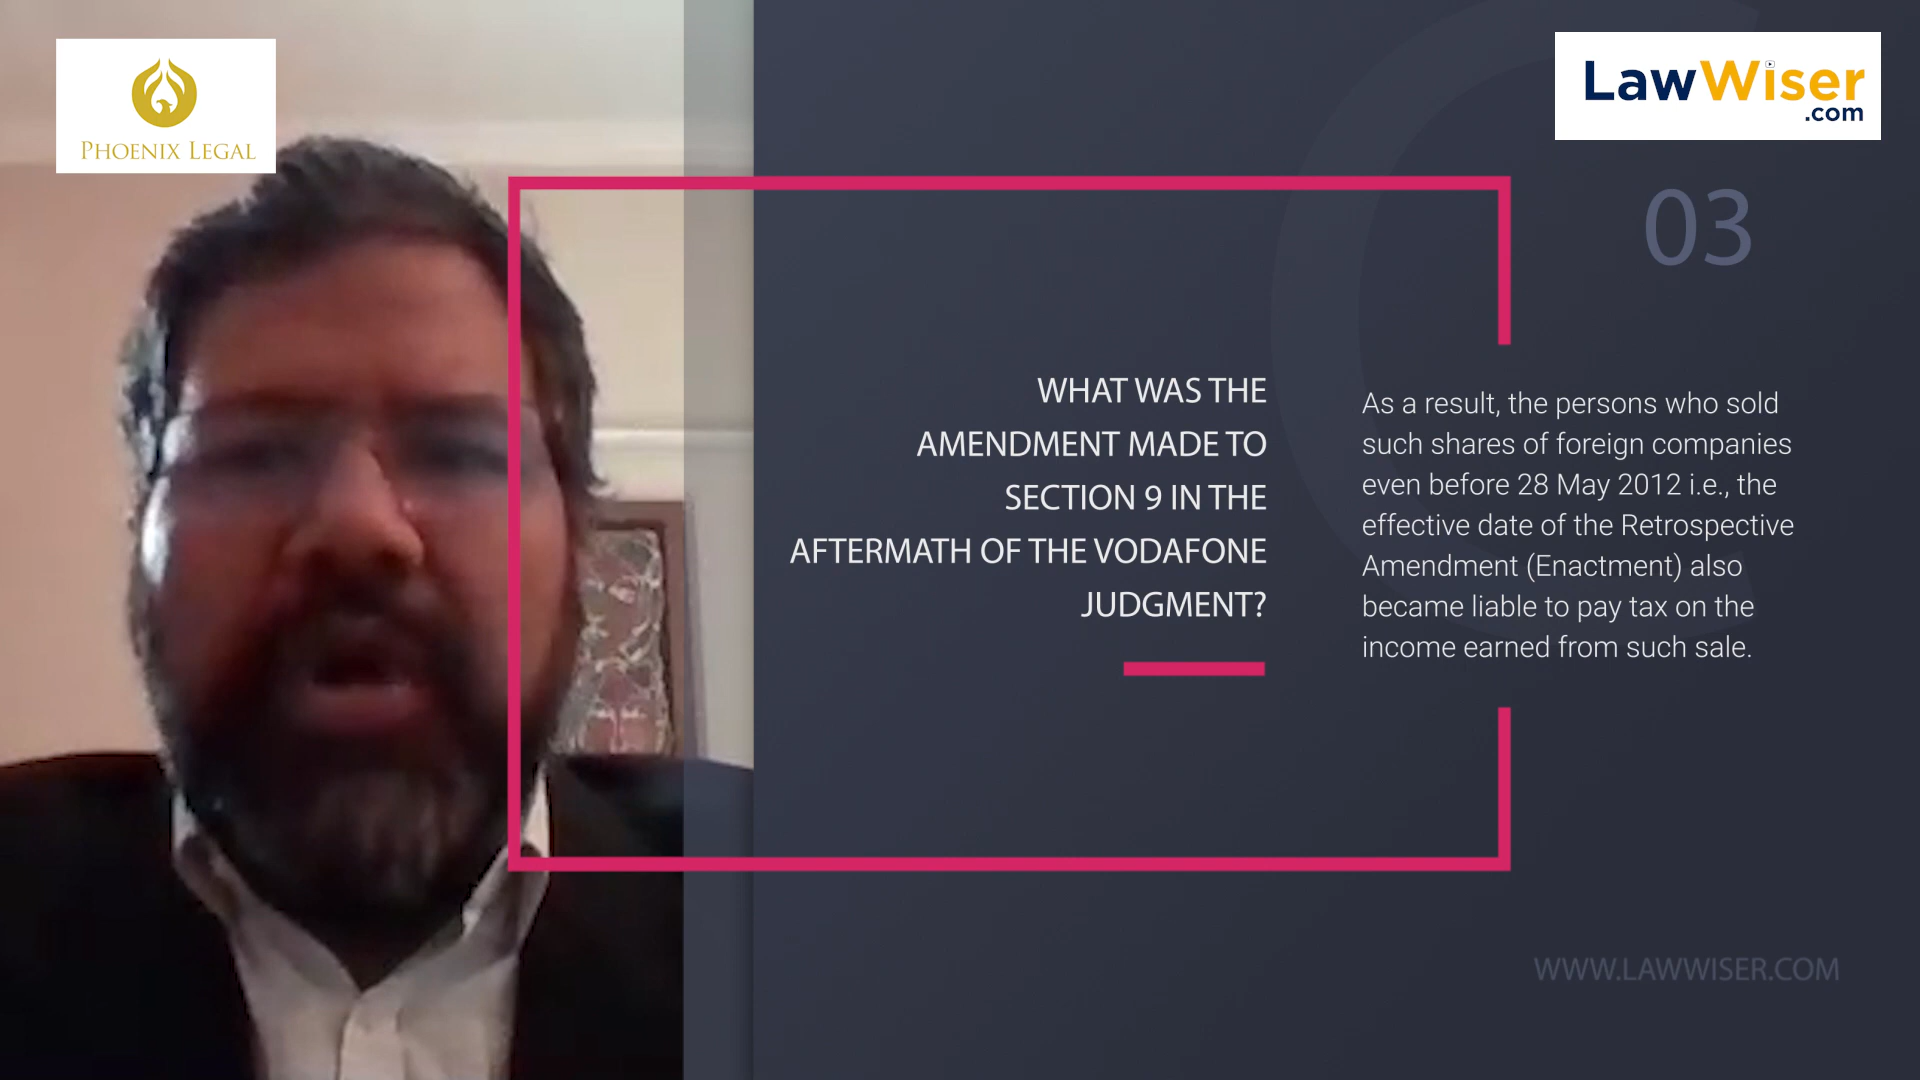 PHOENIX LEGAL
LawWiser
.com
03
WHAT WAS THE
AMENDMENT MADE TO
SECTION 9 IN THE
AFTERMATH OF THE VODAFONE
JUDGMENT?
As a result, the persons who sold
such shares of foreign companies
even before 28 May 2012 i.e., the
effective date of the Retrospective
Amendment (Enactment) also
became liable to pay tax on the
income earned from such sale.
WWW.LAWWISER.COM